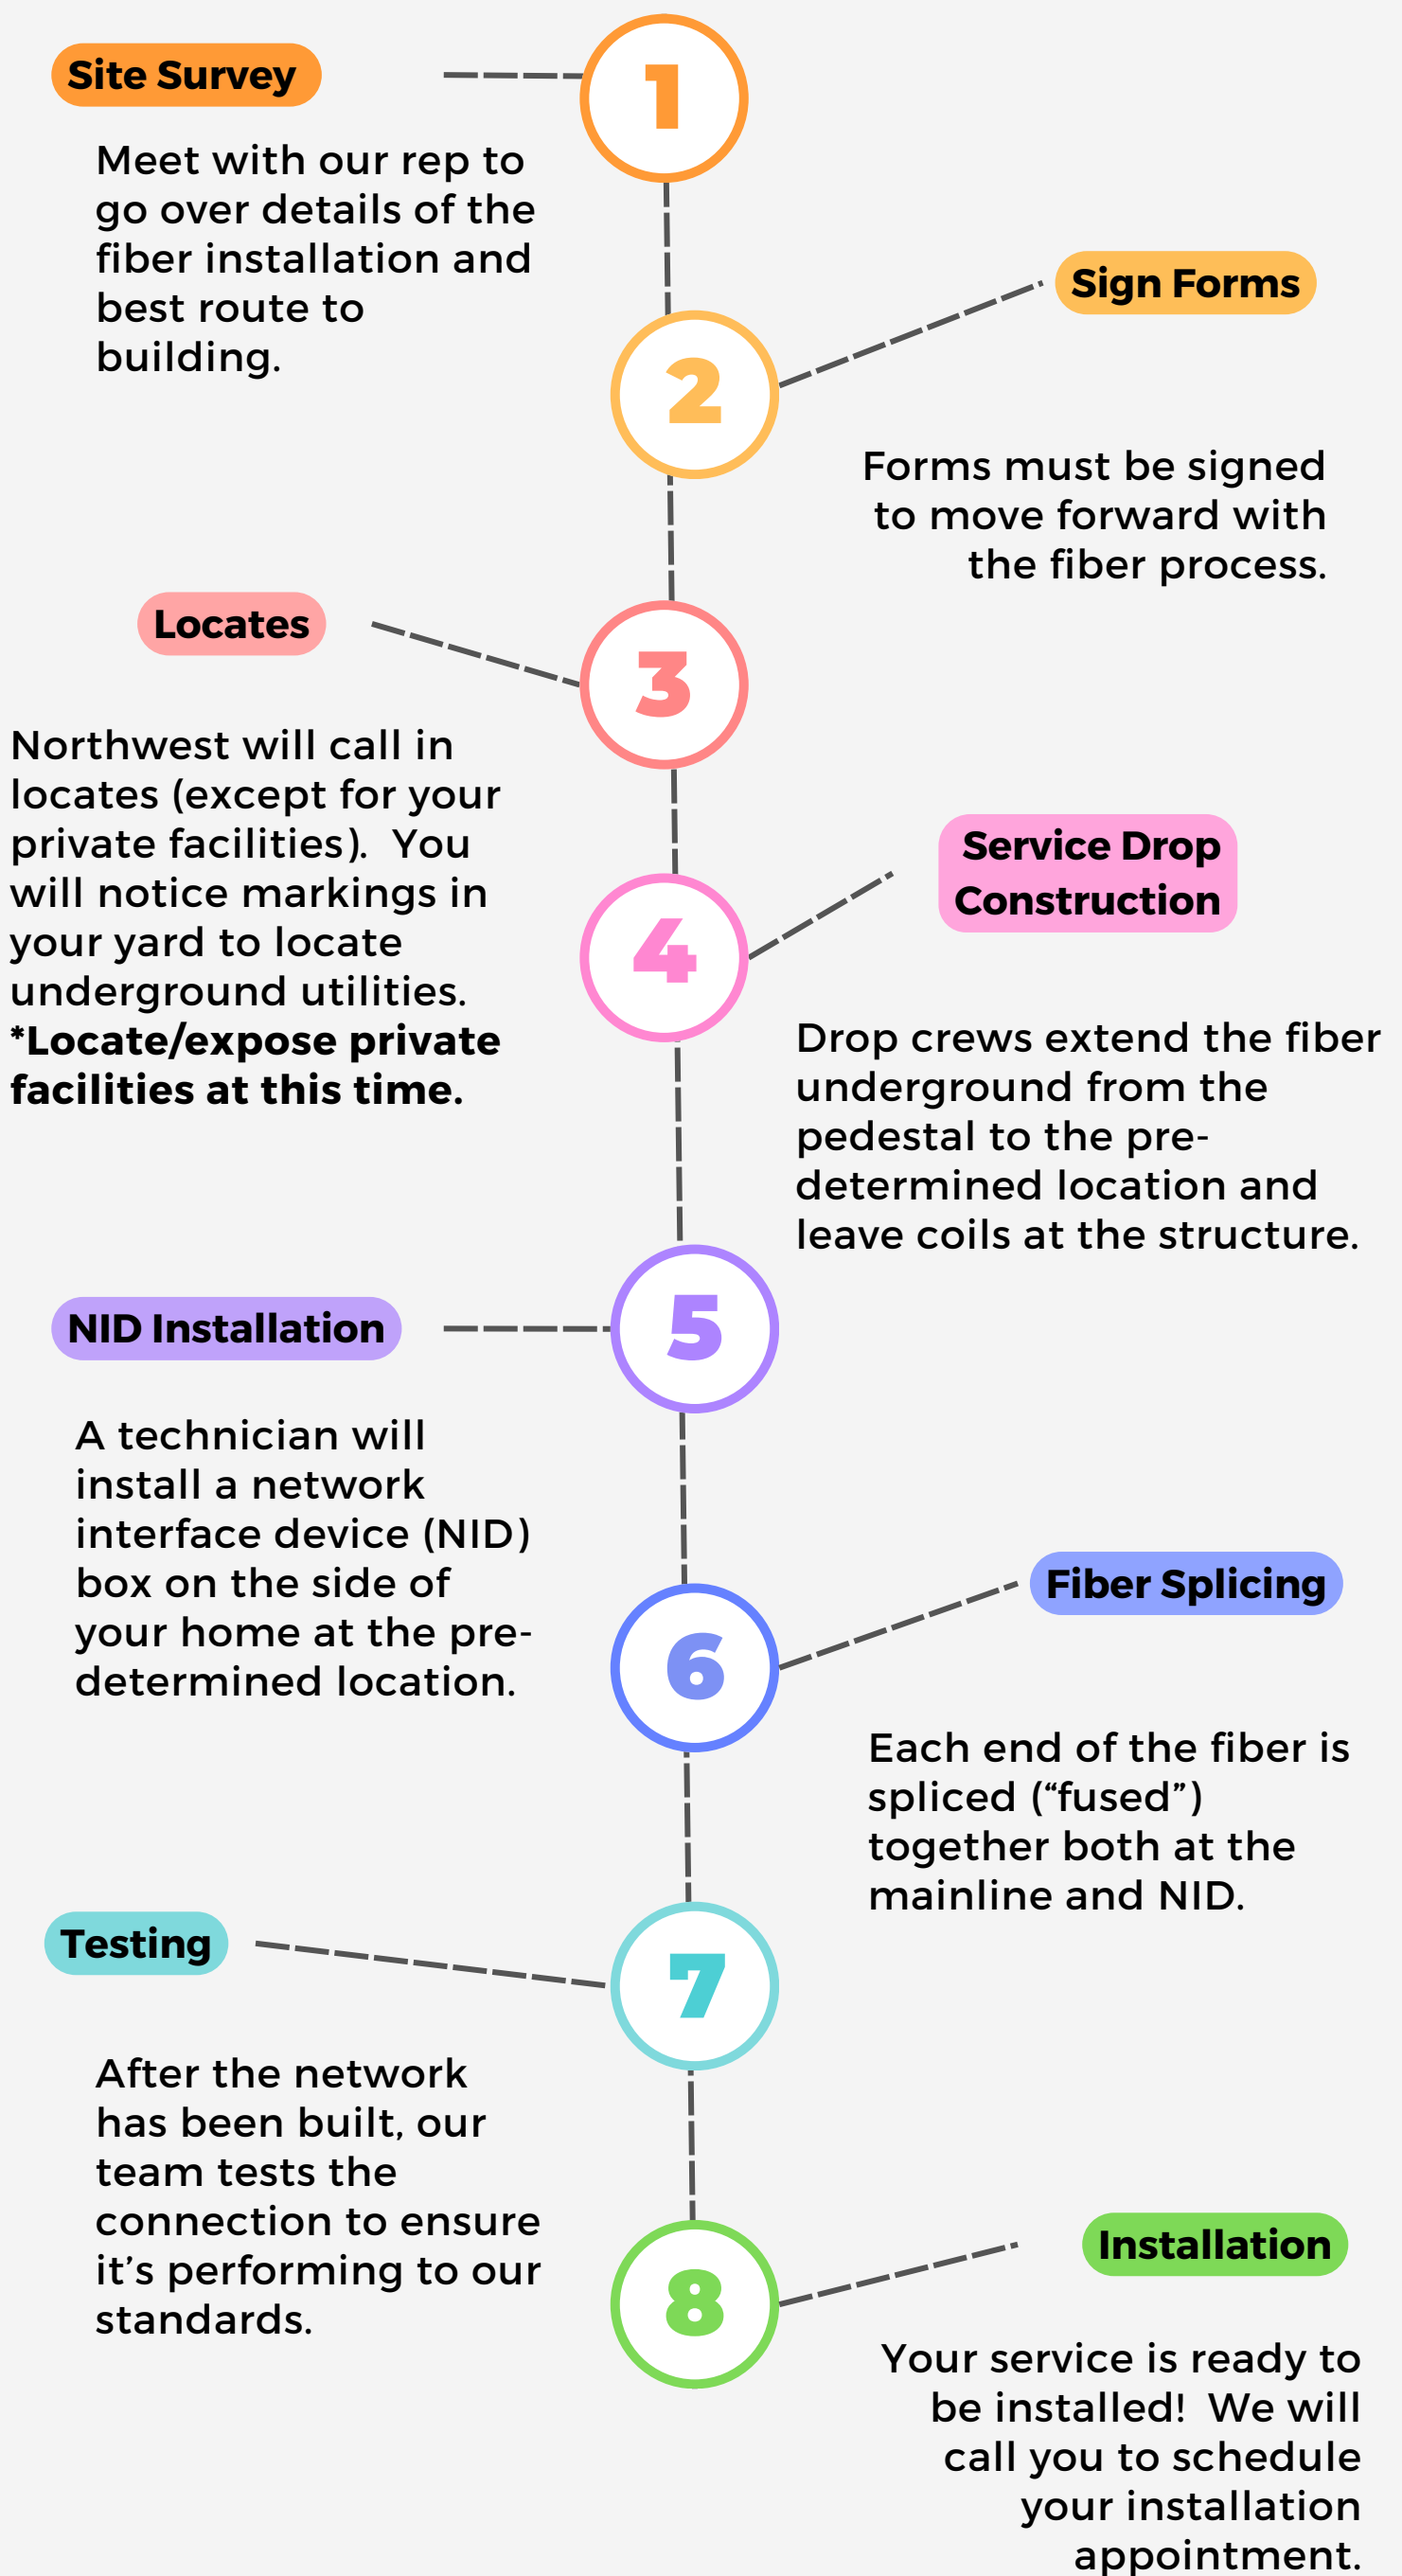 Site Survey
1
Meet with our rep to
go over details of the
fiber installation and
best route to
building.
Sign Forms
2
Forms must be signed
to move forward with
the fiber process.
Locates
3
Northwest will call in
locates (except for your
private facilities).  You
will notice markings in
your yard to locate
underground utilities.
*Locate/expose private
facilities at this time.
Service Drop
Construction
4
Drop crews extend the fiber
underground from the
pedestal to the pre-
determined location and
leave coils at the structure.
NID Installation
5
A technician will
install a network
interface device (NID)
box on the side of
your home at the pre-
determined location.
Fiber Splicing
6
Each end of the fiber is
spliced (“fused”)
together both at the
mainline and NID.
Testing
7
After the network
has been built, our
team tests the
connection to ensure
it’s performing to our
standards.
Installation
8
Your service is ready to
be installed!  We will
call you to schedule
your installation
appointment.